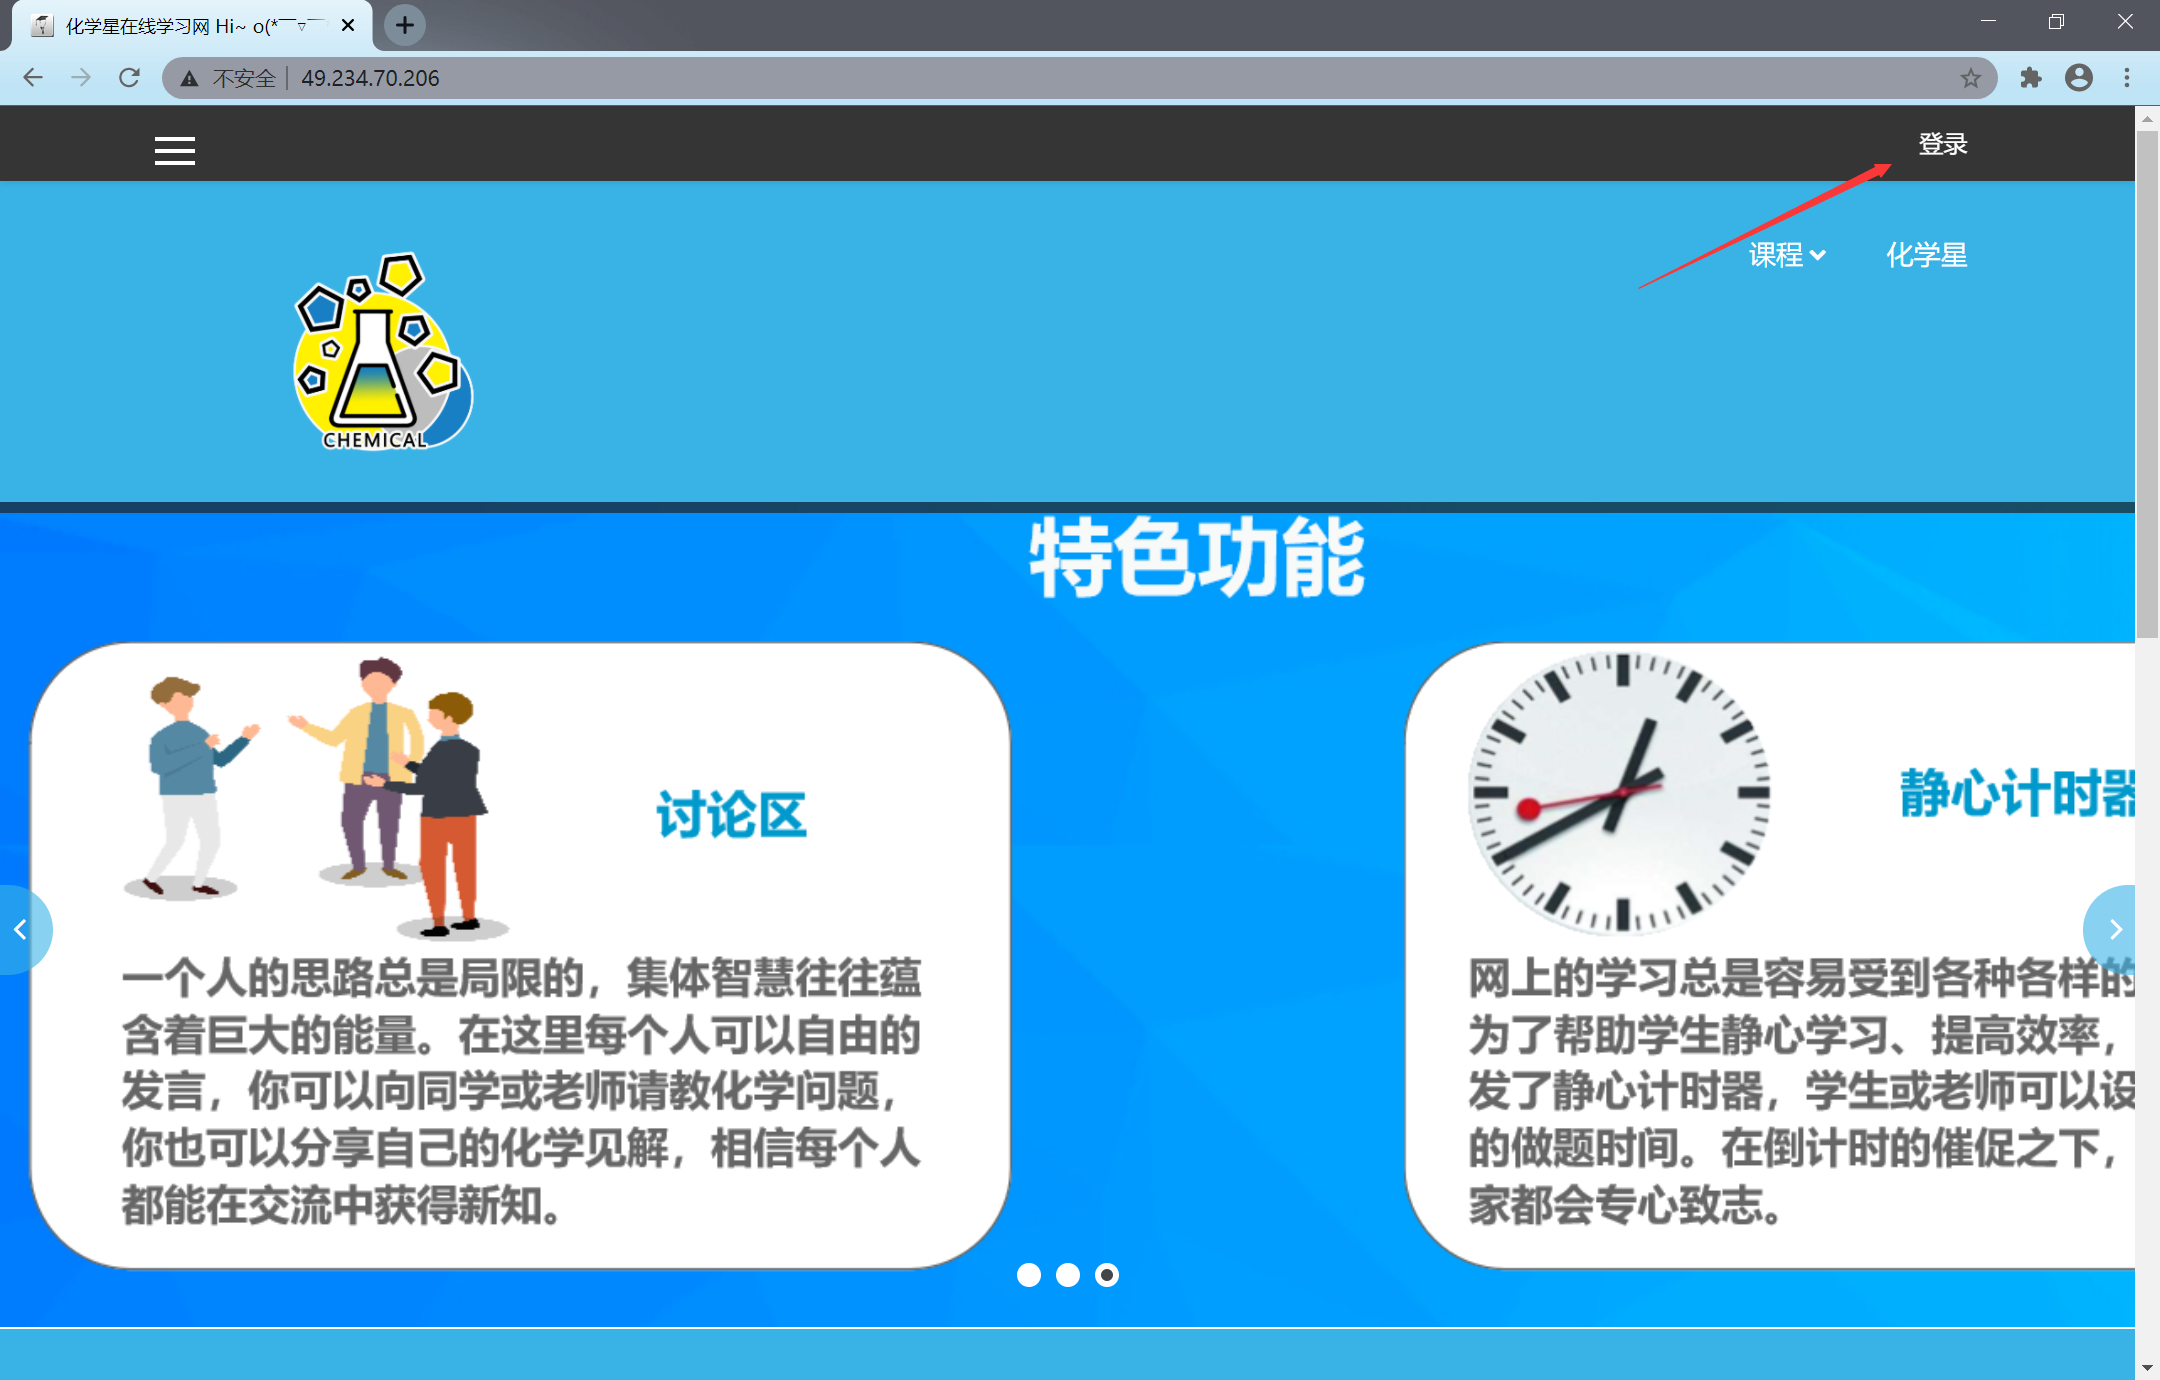 化学星在线学习网 Hi~ o(*￣▽￣
不安全 49.234.70.206
登录
课程 化学星
CHEMICAL
特色功能
讨论区
一个人的思路总是局限的，集体智慧往往蕴
含着巨大的能量。在这里每个人可以自由的
发言，你可以向同学或老师请教化学问题，
你也可以分享自己的化学见解，相信每个人
都能在交流中获得新知。
静心计时器
网上的学习总是容易受到各种各样的
为了帮助学生静心学习、提高效率，
发了静心计时器，学生或老师可以设
的做题时间。在倒计时的催促之下，
家都会专心致志。